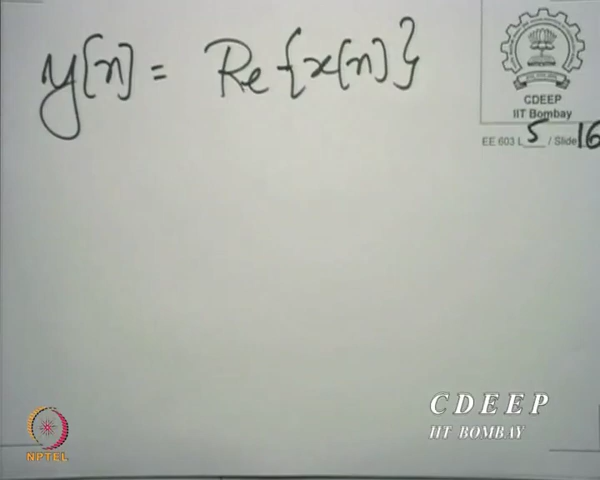 y[n] = Re{x[n]}
CDEEP
IIT Bombay
EE 603 L 5 / Slide 16
CDEEP
IIT BOMBAY
NPTEL